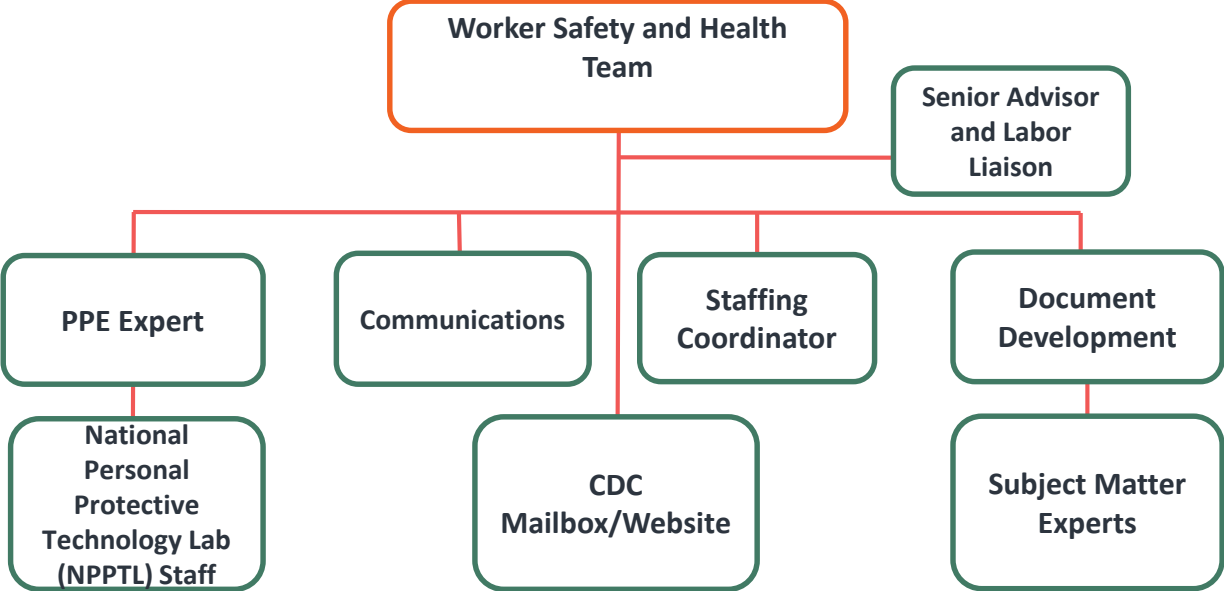 Worker Safety and Health
Team
Senior Advisor
and Labor
Liaison
PPE Expert
Communications
Staffing
Coordinator
Document
Development
National
Personal
Protective
Technology Lab
(NPPTL) Staff
CDC
Mailbox/Website
Subject Matter
Experts